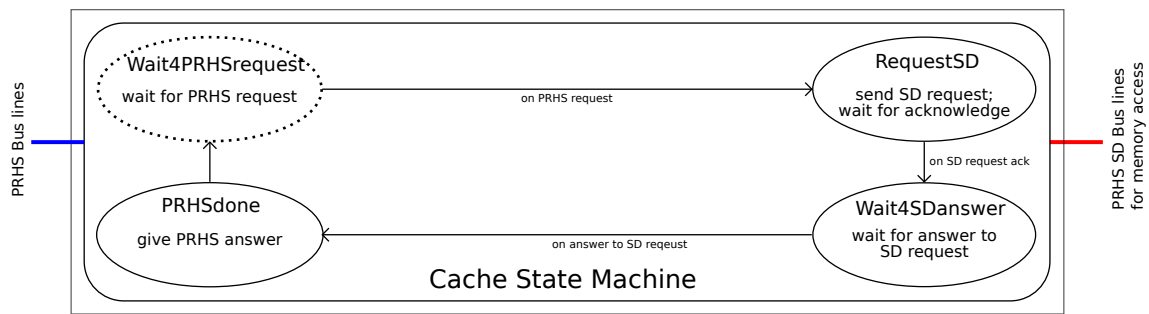 PRHS Bus lines
Wait4PRHSrequest
wait for PRHS request
on PRHS request
RequestSD
send SD request;
wait for acknowledge
on SD request ack
PRHSdone
give PRHS answer
on answer to SD reqeust
Wait4SDanswer
wait for answer to
SD request
Cache State Machine
PRHS SD Bus lines
for memory access